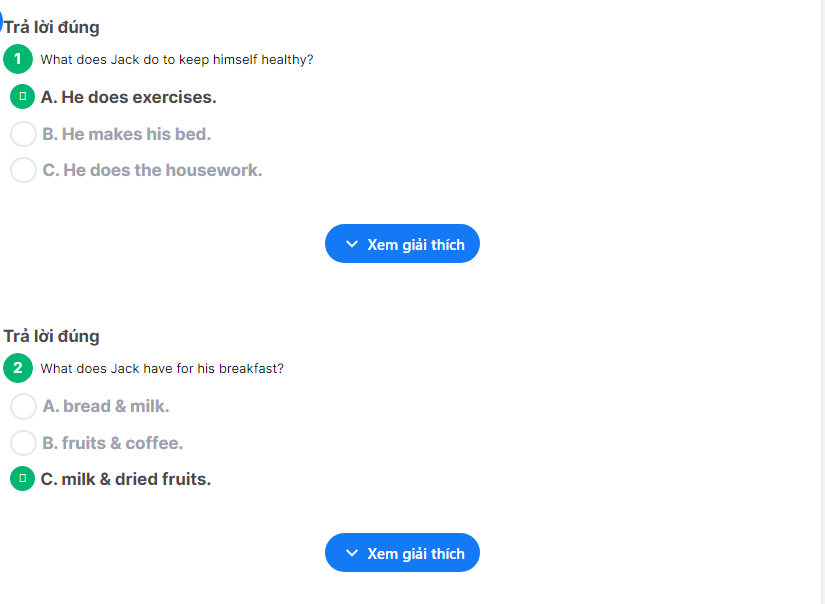 Trả lời đúng
1 What does Jack do to keep himself healthy?
A. He does exercises.
B. He makes his bed.
C. He does the housework.
Xem giải thích
Trả lời đúng
2 What does Jack have for his breakfast?
A. bread & milk.
B. fruits & coffee.
C. milk & dried fruits.
Xem giải thích